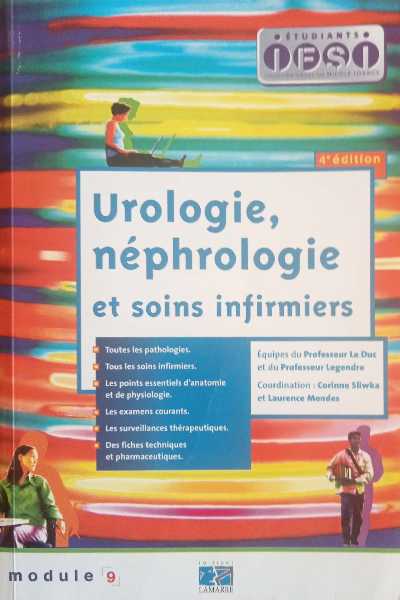 ÉTUDIANTS
IFSI
4e édition
Urologie,
néphrologie
et soins infirmiers
Toutes les pathologies.
Tous les soins infirmiers.
Les points essentiels d'anatomie
et de physiologie.
Les examens courants.
Les surveillances thérapeutiques.
Des fiches techniques
et pharmaceutiques.
Équipes du Professeur Le Duc
et du Professeur Legendre
Coordination : Corinne Sliwka
et Laurence Mendes
module 9
LAMARRE